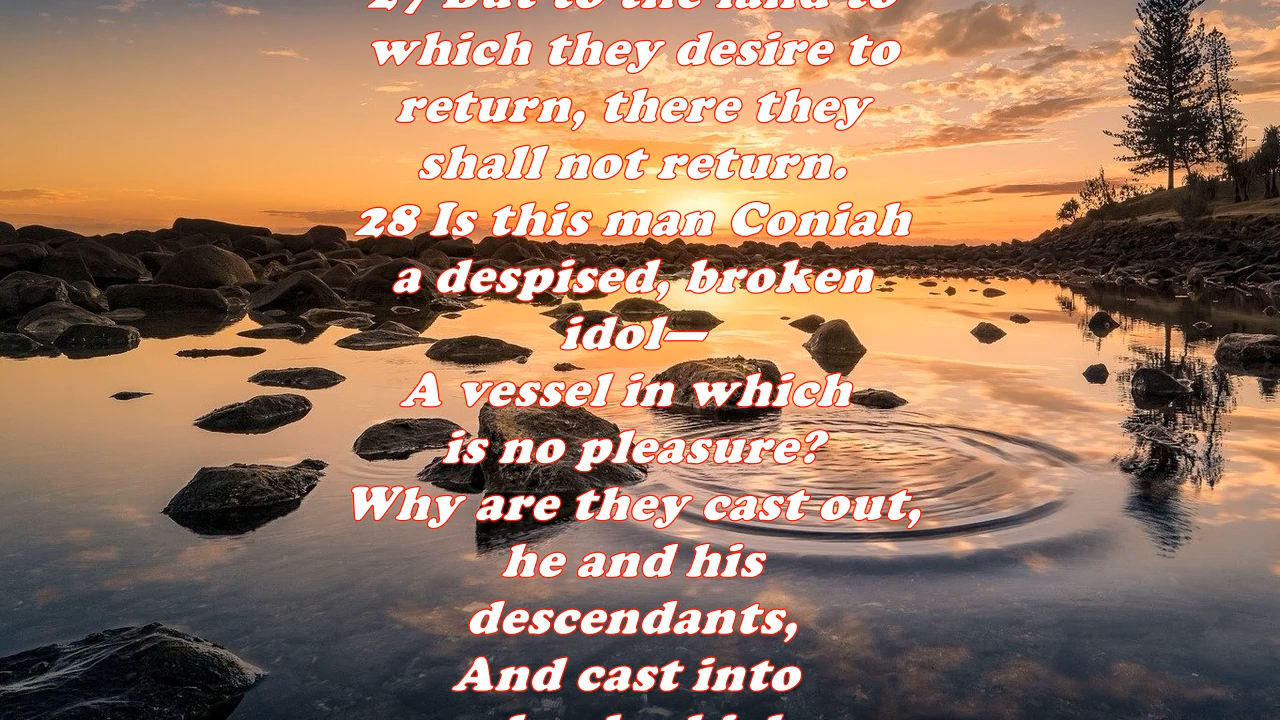 27 But to the land to
which they desire to
return, there they
shall not return.
28 Is this man Coniah
a despised, broken
idol—
A vessel in which
is no pleasure?
Why are they cast out,
he and his
descendants,
And cast into